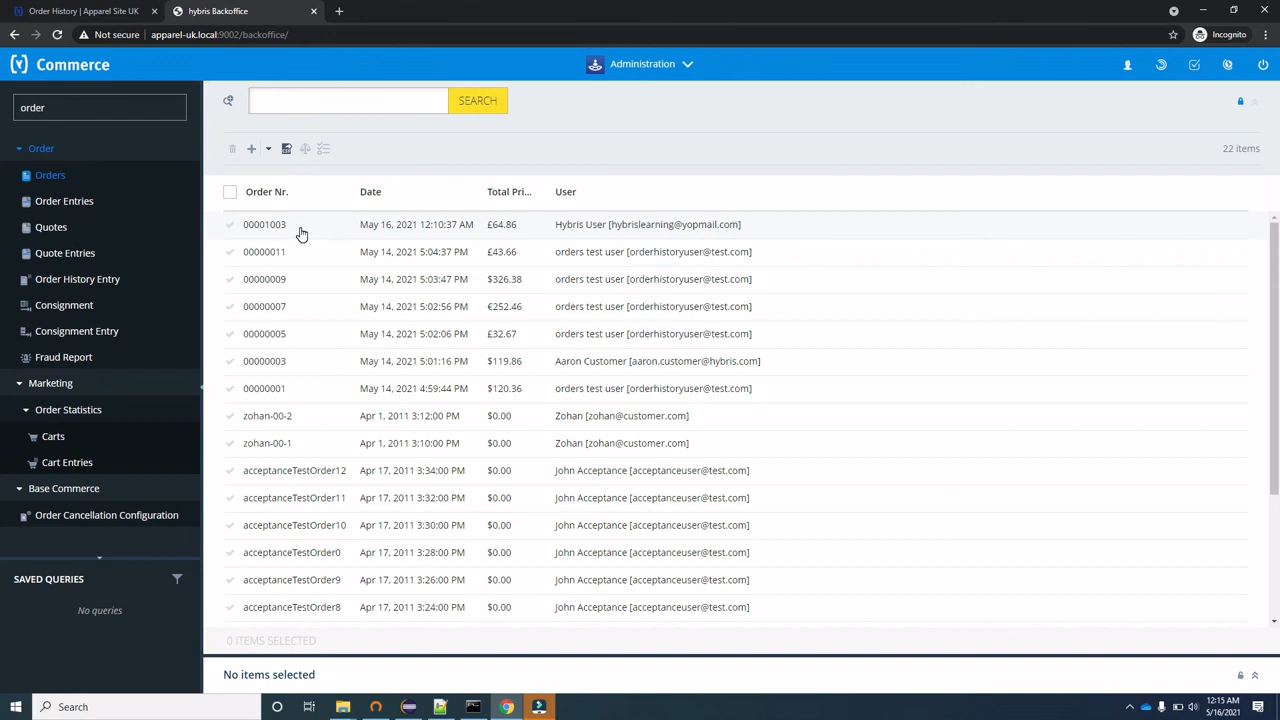 Order History | Apparel Site UK
hybris Backoffice
Not secure
apparel-uk.local:9002/backoffice/
Incognito
(Y) Commerce
Administration
order
SEARCH
Order
22 items
Orders
Order Nr.
Date
Total Pri...
User
Order Entries
00001003
May 16, 2021 12:10:37 AM
£64.86
Hybris User [hybrislearning@yopmail.com]
Quotes
00000011
May 14, 2021 5:04:37 PM
£43.66
orders test user [orderhistoryuser@test.com]
Quote Entries
00000009
May 14, 2021 5:03:47 PM
$326.38
orders test user [orderhistoryuser@test.com]
Order History Entry
00000007
May 14, 2021 5:02:56 PM
€252.46
orders test user [orderhistoryuser@test.com]
Consignment
00000005
May 14, 2021 5:02:06 PM
£32.67
orders test user [orderhistoryuser@test.com]
Consignment Entry
00000003
May 14, 2021 5:01:16 PM
$119.86
Aaron Customer [aaron.customer@hybris.com]
Fraud Report
00000001
May 14, 2021 4:59:44 PM
$120.36
orders test user [orderhistoryuser@test.com]
Marketing
zohan-00-2
Apr 1, 2011 3:12:00 PM
$0.00
Zohan [zohan@customer.com]
Order Statistics
zohan-00-1
Apr 1, 2011 3:10:00 PM
$0.00
Zohan [zohan@customer.com]
Carts
acceptanceTestOrder12
Apr 17, 2011 3:34:00 PM
$0.00
John Acceptance [acceptanceuser@test.com]
Cart Entries
acceptanceTestOrder11
Apr 17, 2011 3:32:00 PM
$0.00
John Acceptance [acceptanceuser@test.com]
Base Commerce
acceptanceTestOrder10
Apr 17, 2011 3:30:00 PM
$0.00
John Acceptance [acceptanceuser@test.com]
Order Cancellation Configuration
acceptanceTestOrder0
Apr 17, 2011 3:28:00 PM
$0.00
John Acceptance [acceptanceuser@test.com]
acceptanceTestOrder9
Apr 17, 2011 3:26:00 PM
$0.00
John Acceptance [acceptanceuser@test.com]
SAVED QUERIES
acceptanceTestOrder8
Apr 17, 2011 3:24:00 PM
$0.00
John Acceptance [acceptanceuser@test.com]
No queries
0 ITEMS SELECTED
No items selected
Search
12:15 AM
5/16/2021